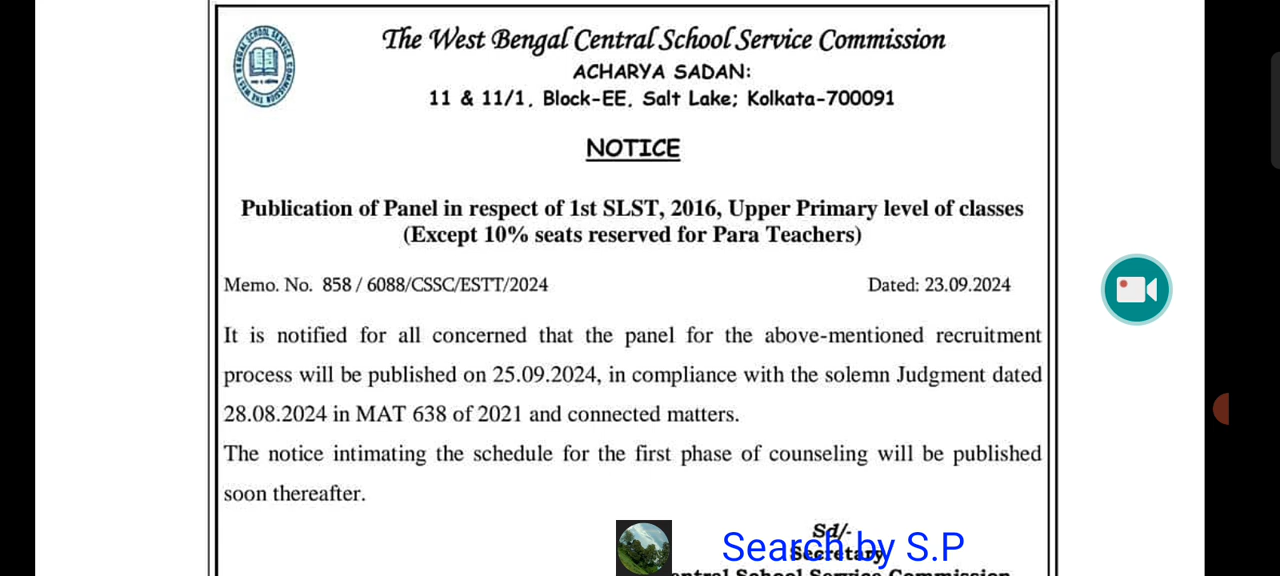 The West Bengal Central School Service Commission
ACHARYA SADAN:
11 & 11/1, Block-EE, Salt Lake; Kolkata-700091
NOTICE
Publication of Panel in respect of 1st SLST, 2016, Upper Primary level of classes
(Except 10% seats reserved for Para Teachers)
Memo. No. 858 / 6088/CSSC/ESTT/2024 Dated: 23.09.2024
It is notified for all concerned that the panel for the above-mentioned recruitment
process will be published on 25.09.2024, in compliance with the solemn Judgment dated
28.08.2024 in MAT 638 of 2021 and connected matters.
The notice intimating the schedule for the first phase of counseling will be published
soon thereafter.
Sd/-
Search by S.P
Secretary
Central School Service Commission